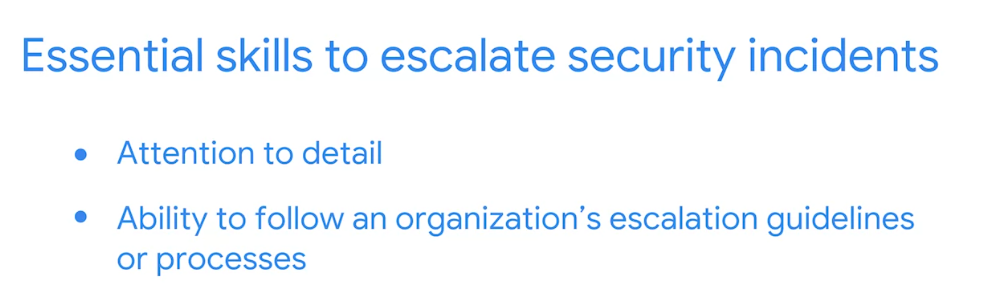 Essential skills to escalate security incidents
• Attention to detail
• Ability to follow an organization's escalation guidelines
or processes